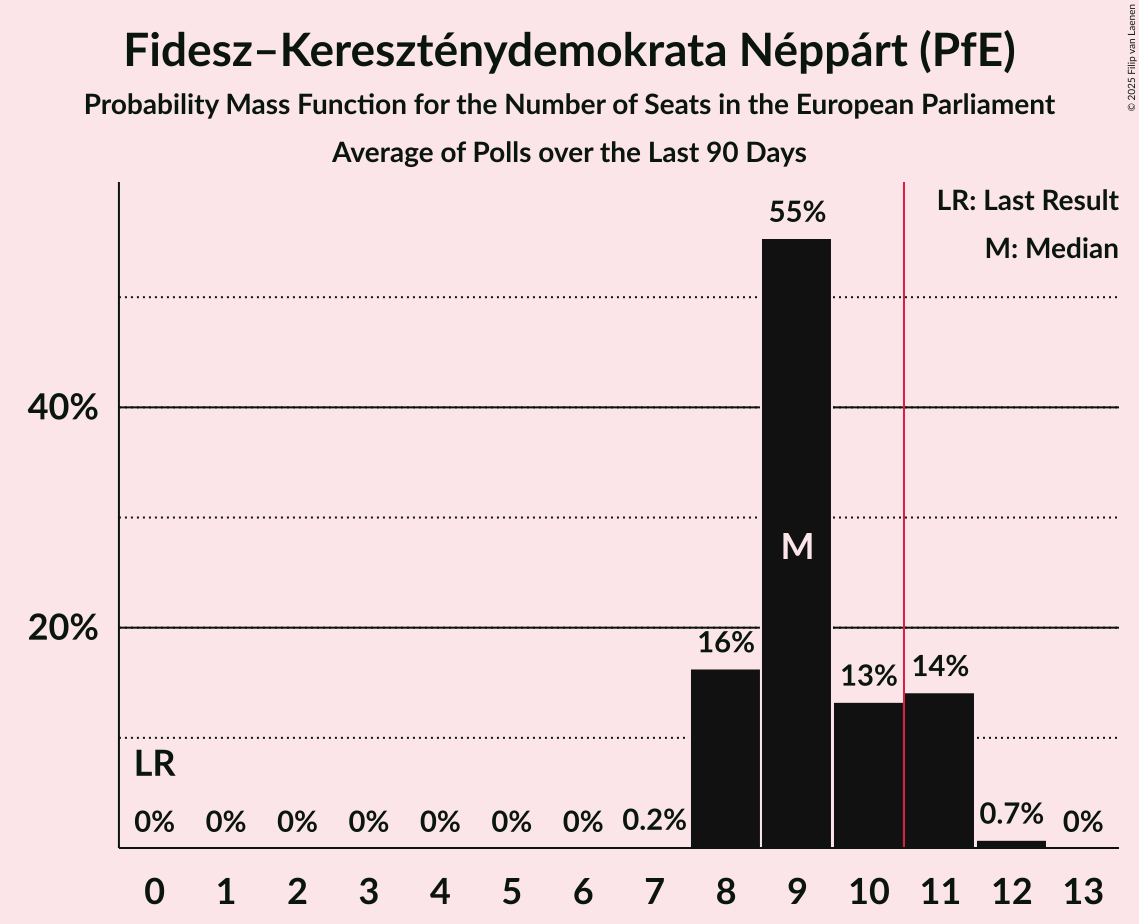 Fidesz–Kereszténydemokrata Néppárt (PfE)
Probability Mass Function for the Number of Seats in the European Parliament
Average of Polls over the Last 90 Days
© 2025 Filip van Laenen
LR: Last Result
M: Median
55%
40%
M
20%
16%
13%
14%
LR
0% 0% 0% 0% 0% 0% 0% 0.2% 0.7% 0%
0 1 2 3 4 5 6 7 8 9 10 11 12 13